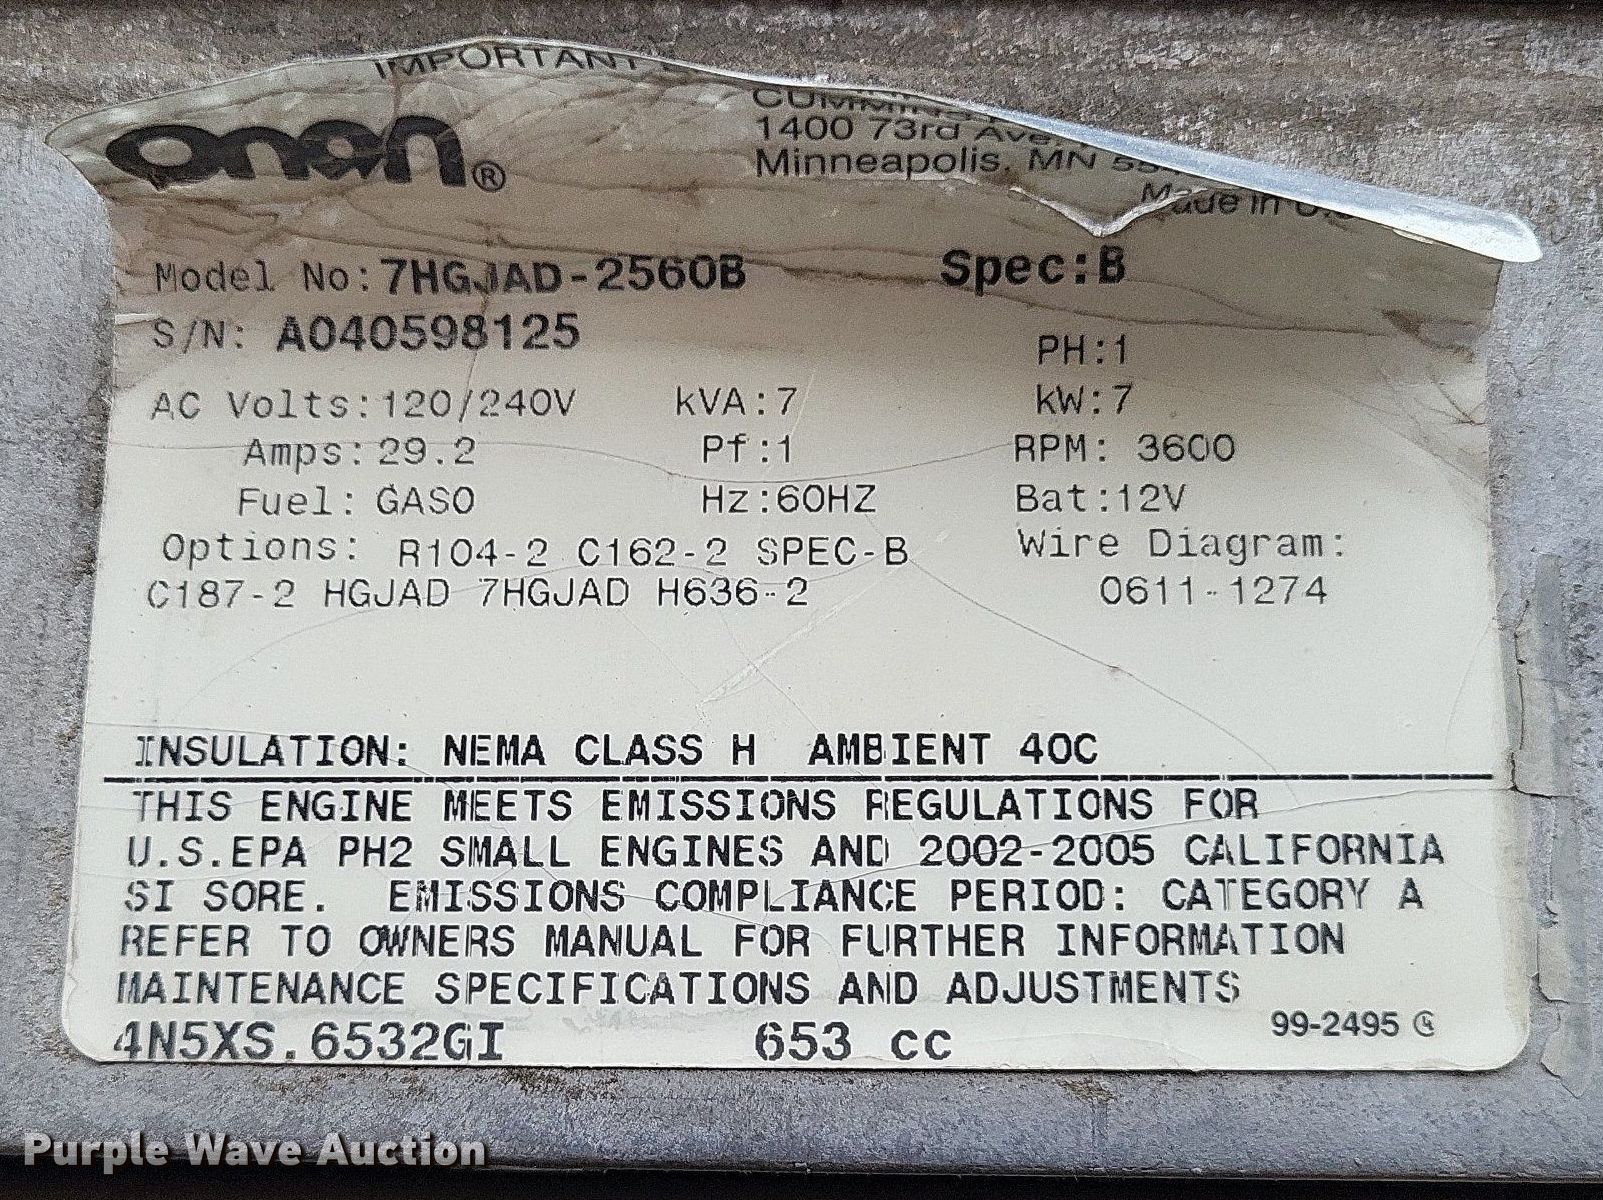 IMPORTANT
onan®
CUMMINS
1400 73rd Ave.
Minneapolis, MN
Made in
Model No:7HGJAD-2560B Spec:B
S/N: A040598125 PH:1
AC Volts:120/240V kVA:7 kW:7
Amps:29.2 Pf:1 RPM: 3600
Fuel: GASO Hz:60HZ Bat:12V
Options: R104-2 C162-2 SPEC-B Wire Diagram:
C187-2 HGJAD 7HGJAD H636-2 0611-1274
INSULATION: NEMA CLASS H AMBIENT 40C
THIS ENGINE MEETS EMISSIONS REGULATIONS FOR
U.S.EPA PH2 SMALL ENGINES AND 2002-2005 CALIFORNIA
SI SORE. EMISSIONS COMPLIANCE PERIOD: CATEGORY A
REFER TO OWNERS MANUAL FOR FURTHER INFORMATION
MAINTENANCE SPECIFICATIONS AND ADJUSTMENTS
4N5XS.6532GI 653 cc 99-2495
Purple Wave Auction